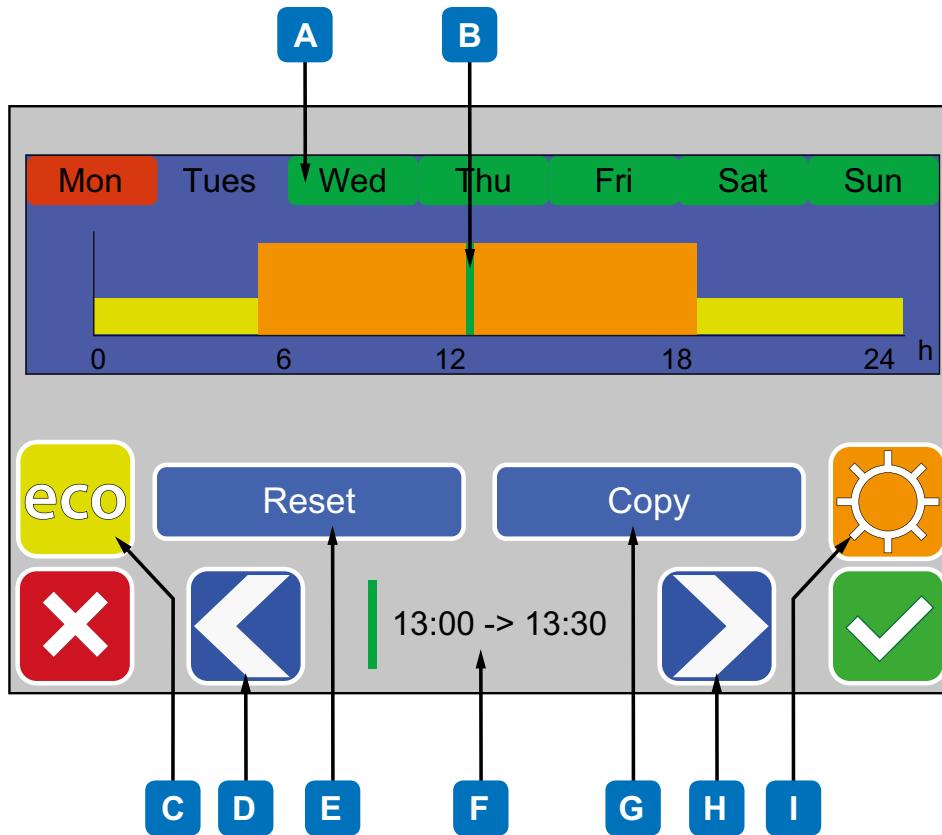 A B
Mon Tues Wed Thu Fri Sat Sun
0 6 12 18 24 h
eco Reset Copy
13:00 -> 13:30
C D E F G H I